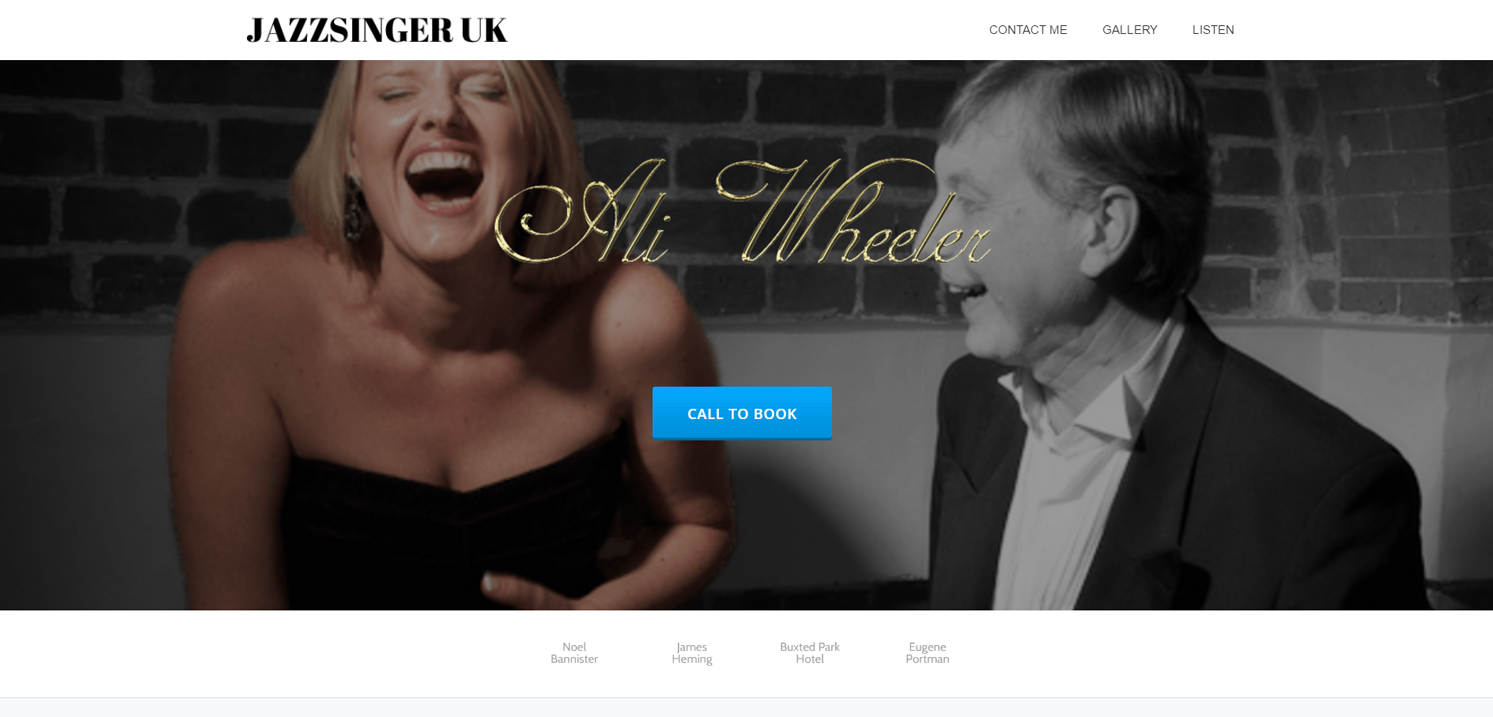 JAZZSINGER UK
CONTACT ME GALLERY LISTEN
Ali Wheeler
CALL TO BOOK
Noel
Bannister
James
Heming
Buxted Park
Hotel
Eugene
Portman